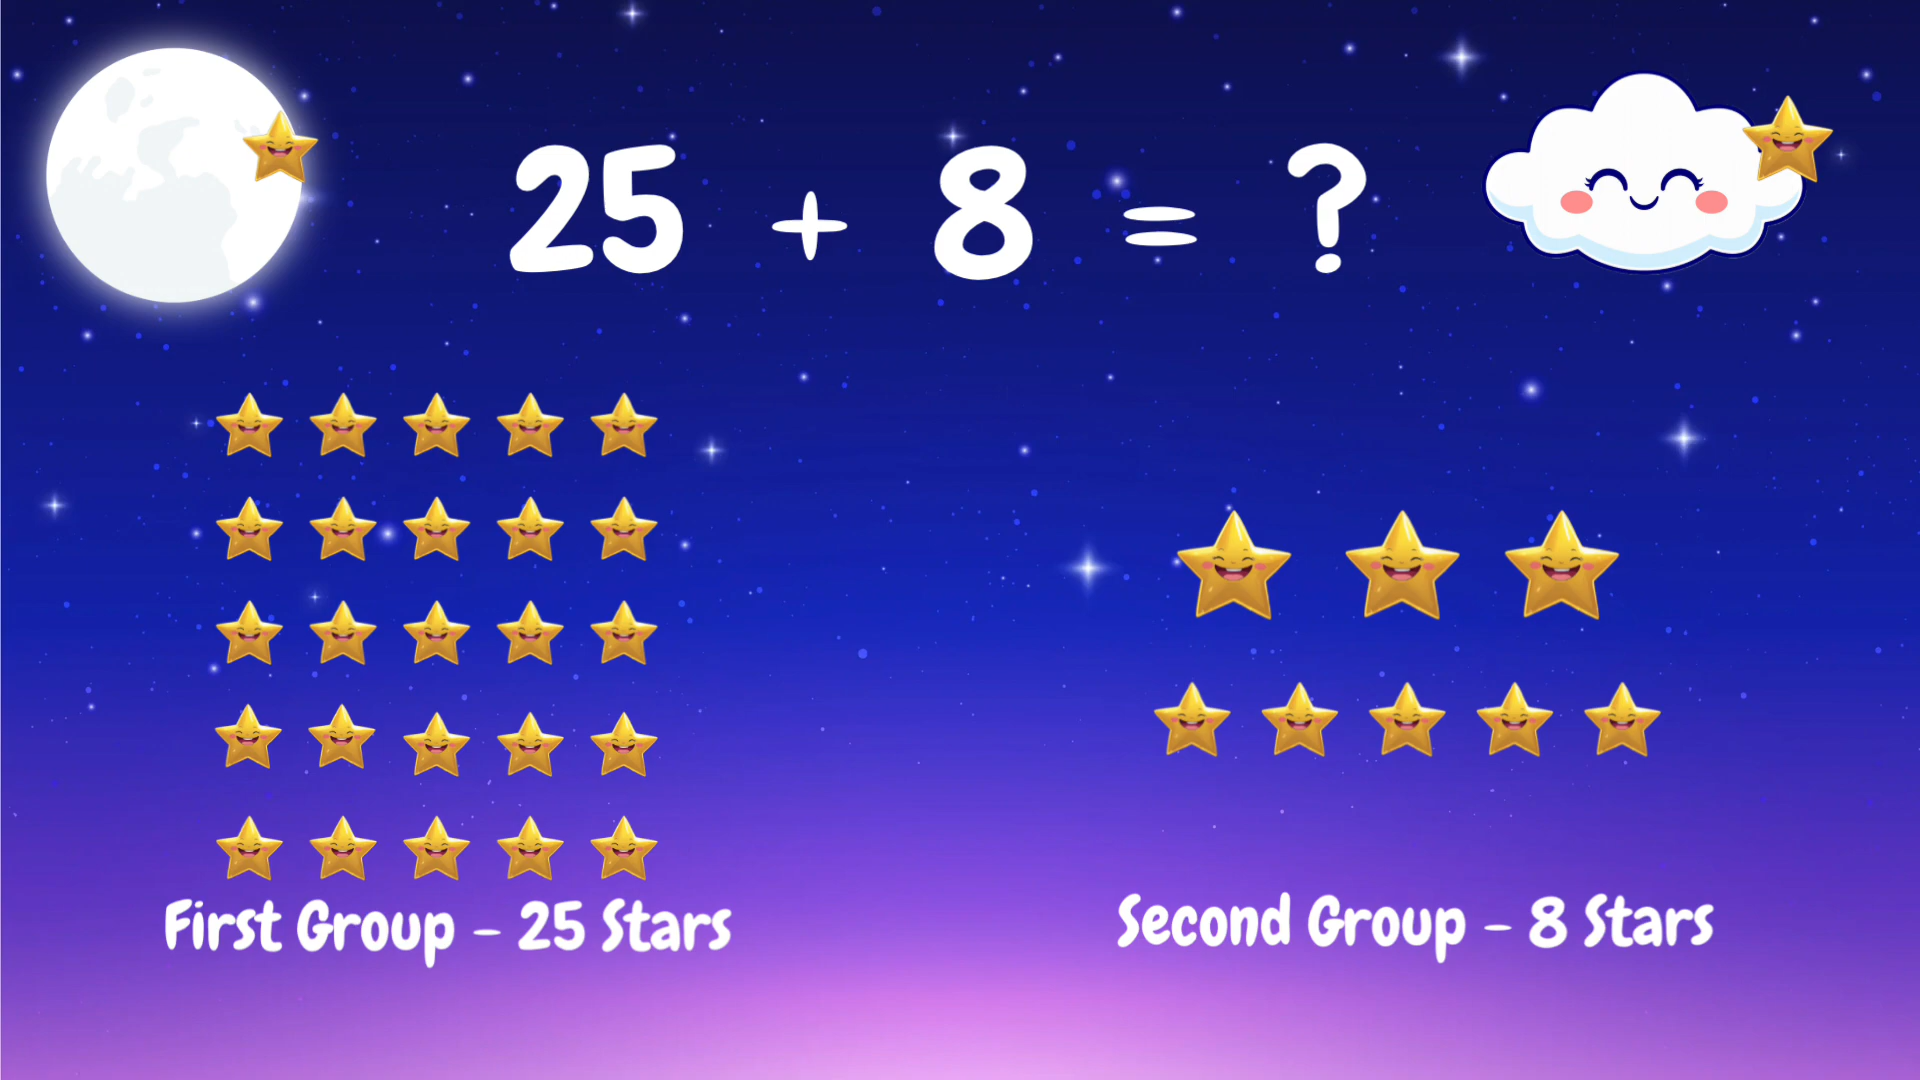 25 + 8 = ?
First Group - 25 Stars
Second Group - 8 Stars